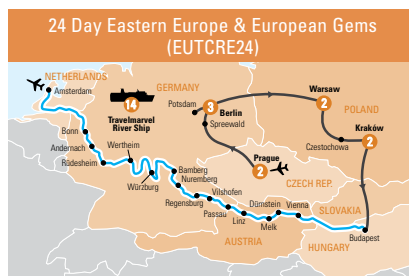 24 Day Eastern Europe & European Gems
(EUTCRE24)
NETHERLANDS
Amsterdam
GERMANY
14
Travelmarvel
River Ship
Potsdam
3
Berlin
Spreewald
Warsaw
2
POLAND
Kraków
2
Czestochowa
Prague
2
CZECH REP.
Bonn
Andernach
Rüdesheim
Wertheim
Würzburg
Bamberg
Nuremberg
Regensburg
Vilshofen
Passau
Linz
Dürnstein
Melk
Vienna
SLOVAKIA
Budapest
AUSTRIA
HUNGARY